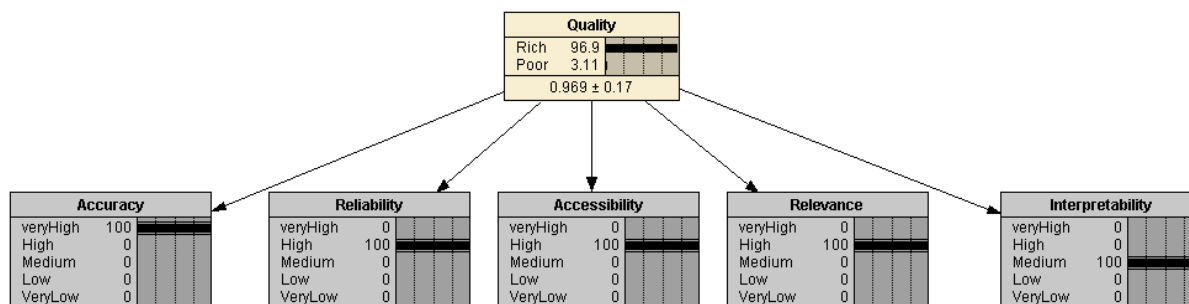 Quality
Rich 96.9
Poor 3.11
0.969 ± 0.17
Accuracy
veryHigh 100
High 0
Medium 0
Low 0
VeryLow 0
Reliability
veryHigh 0
High 100
Medium 0
Low 0
VeryLow 0
Accessibility
veryHigh 0
High 100
Medium 0
Low 0
VeryLow 0
Relevance
veryHigh 0
High 100
Medium 0
Low 0
VeryLow 0
Interpretability
veryHigh 0
High 0
Medium 100
Low 0
VeryLow 0